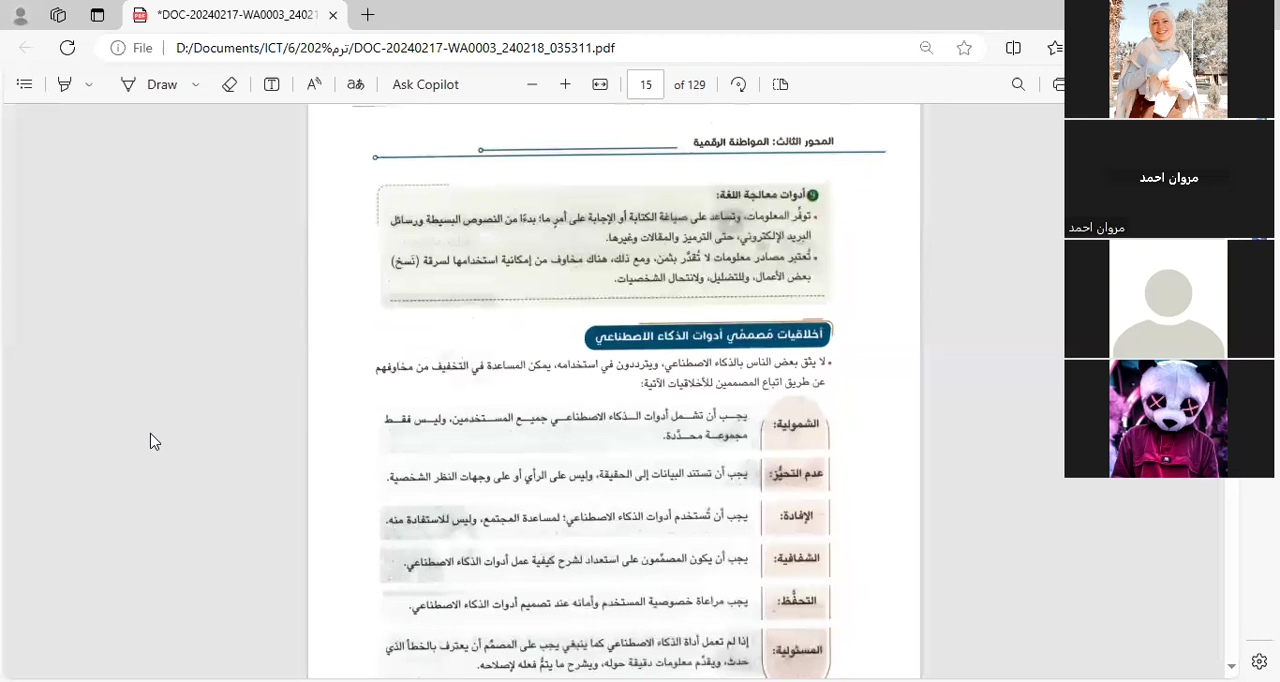 *DOC-20240217-WA0003_24021
File
D:/Documents/ICT/6/202%ترم/DOC-20240217-WA0003_240218_035311.pdf
Draw
Ask Copilot
15 of 129
المحور الثالث: المواطنة الرقمية
أدوات معالجة اللغة:
• توفِّر المعلومات، وتساعد على صياغة الكتابة أو الإجابة على أمرٍ ما؛ بدءًا من النصوص البسيطة ورسائل
البريد الإلكتروني، حتى الترميز والمقالات وغيرها.
• تُعتبر مصادر معلومات لا تُقدَّر بثمن، ومع ذلك، هناك مخاوف من إمكانية استخدامها لسرقة (نَسخ)
بعض الأعمال، وللتضليل، ولانتحال الشخصيات.
أخلاقيات مُصممِّي أدوات الذكاء الاصطناعي
• لا يثق بعض الناس بالذكاء الاصطناعي، ويترددون في استخدامه، يمكن المساعدة في التخفيف من مخاوفهم
عن طريق اتباع المصممين للأخلاقيات الآتية:
الشمولية:
يجب أن تشمل أدوات الذكاء الاصطناعي جميع المستخدمين، وليس فقط
مجموعة محدَّدة.
عدم التحيُّز:
يجب أن تستند البيانات إلى الحقيقة، وليس على الرأي أو على وجهات النظر الشخصية.
الإفادة:
يجب أن تُستخدم أدوات الذكاء الاصطناعي؛ لمساعدة المجتمع، وليس للاستفادة منه.
الشفافية:
يجب أن يكون المصمِّمون على استعداد لشرح كيفية عمل أدوات الذكاء الاصطناعي.
التحفُّظ:
يجب مراعاة خصوصية المستخدم وأمانه عند تصميم أدوات الذكاء الاصطناعي.
المسئولية:
إذا لم تعمل أداة الذكاء الاصطناعي كما ينبغي يجب على المصمِّم أن يعترف بالخطأ الذي
حدث، ويقدِّم معلومات دقيقة حوله، ويشرح ما يتمُّ فعله لإصلاحه.
مروان احمد
مروان احمد